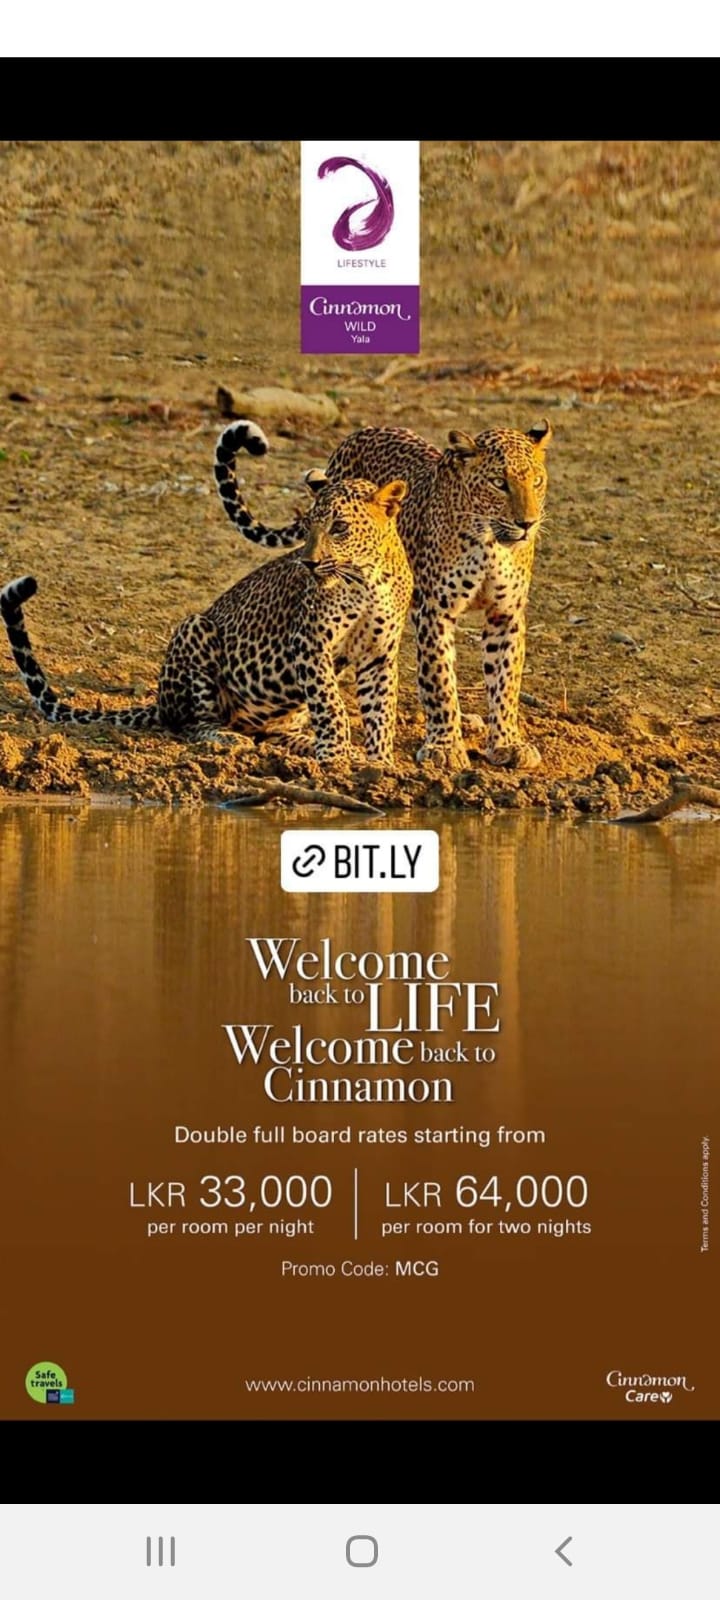 LIFESTYLE
Cinnamon
WILD
Yala
BIT.LY
Welcome
back to LIFE
Welcome back to
Cinnamon
Double full board rates starting from
LKR 33,000
per room per night
LKR 64,000
per room for two nights
Promo Code: MCG
Terms and Conditions apply.
Safe
travels
www.cinnamonhotels.com
Cinnamon
Care